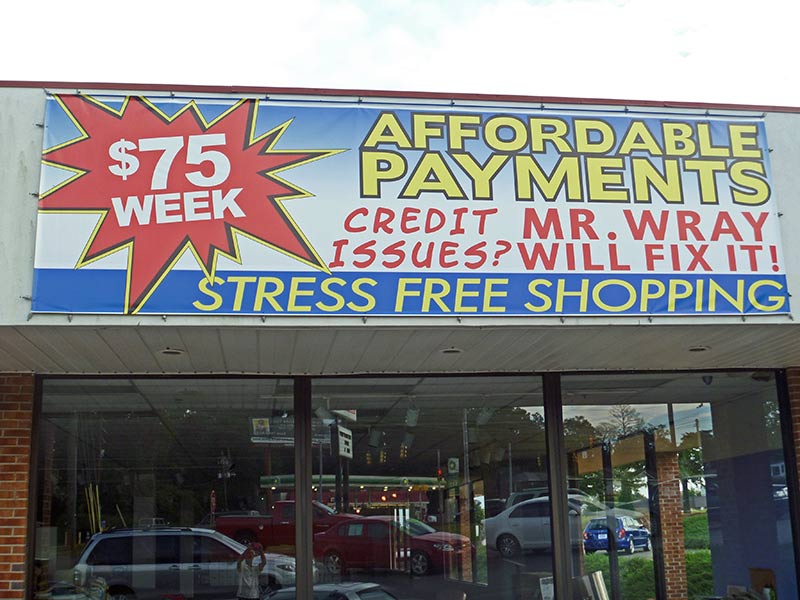 $75
WEEK
AFFORDABLE
PAYMENTS
CREDIT
ISSUES?
MR. WRAY
WILL FIX IT!
STRESS FREE SHOPPING